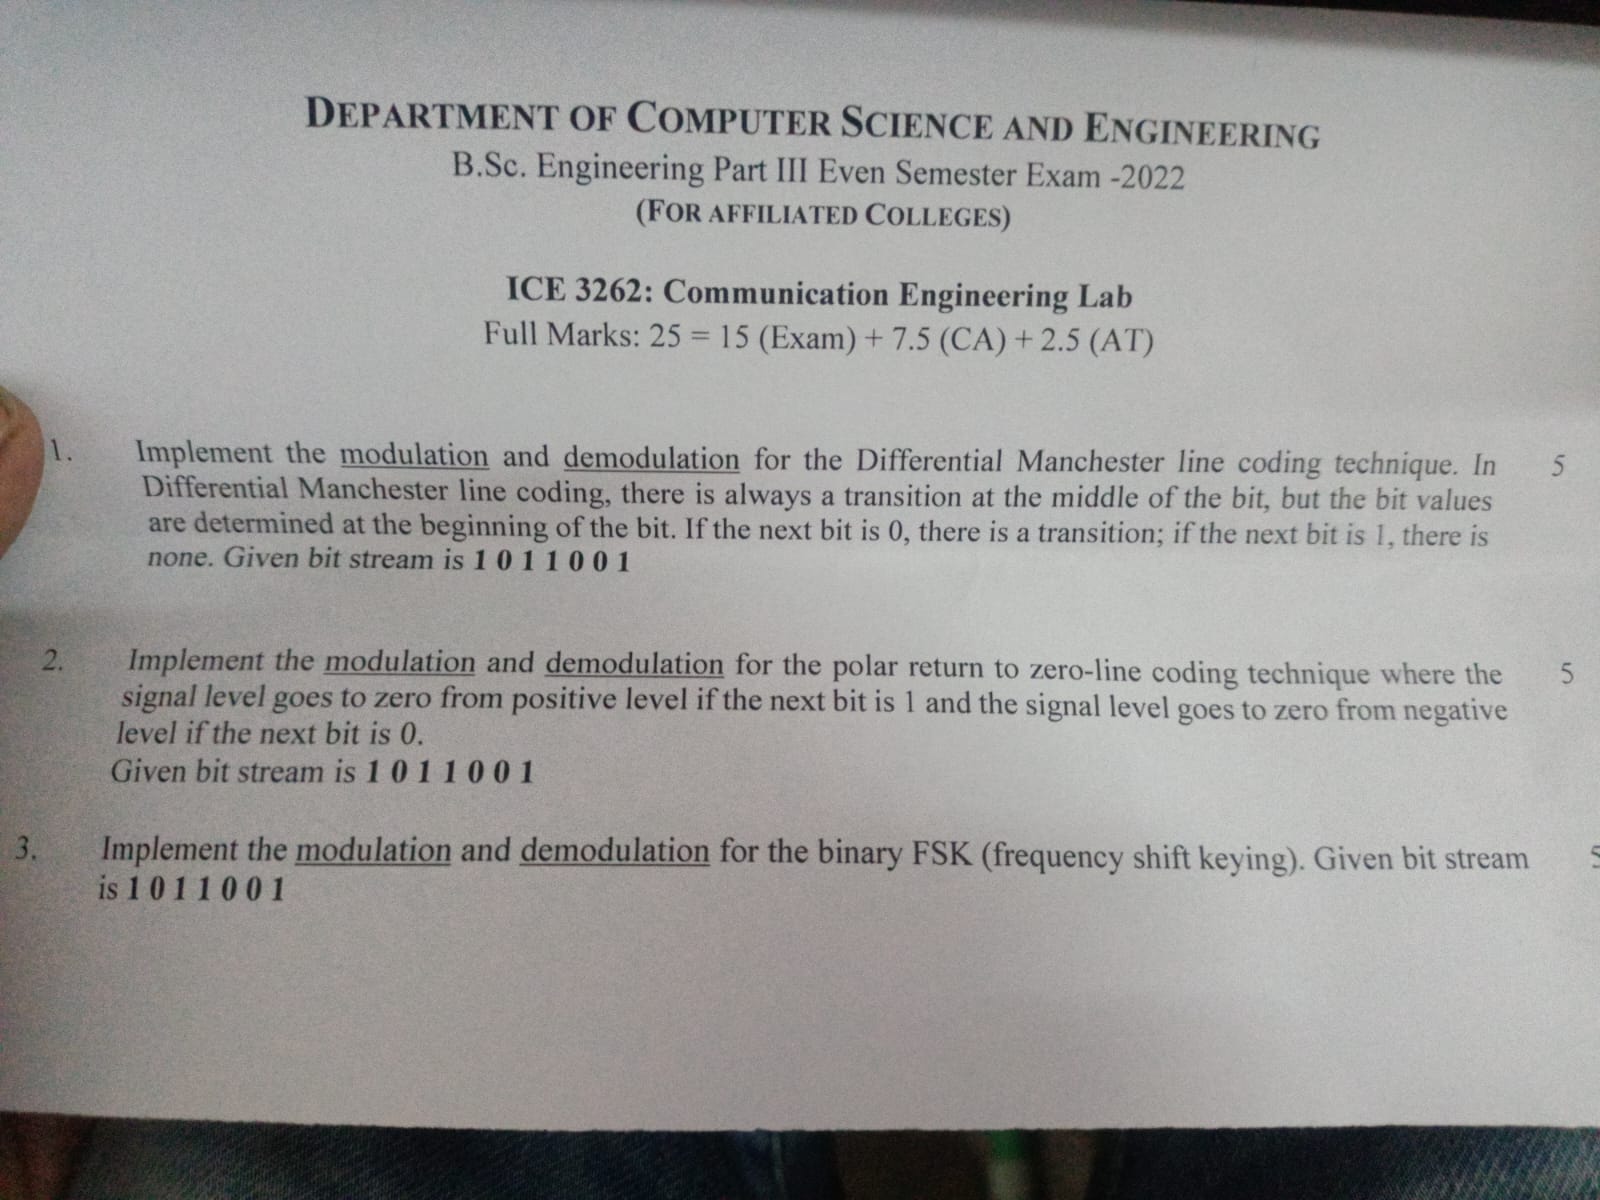 DEPARTMENT OF COMPUTER SCIENCE AND ENGINEERING
B.Sc. Engineering Part III Even Semester Exam -2022
(FOR AFFILIATED COLLEGES)
ICE 3262: Communication Engineering Lab
Full Marks: 25 = 15 (Exam) + 7.5 (CA) + 2.5 (AT)
1. Implement the modulation and demodulation for the Differential Manchester line coding technique. In 5
Differential Manchester line coding, there is always a transition at the middle of the bit, but the bit values
are determined at the beginning of the bit. If the next bit is 0, there is a transition; if the next bit is 1, there is
none. Given bit stream is 1 0 1 1 0 0 1
2. Implement the modulation and demodulation for the polar return to zero-line coding technique where the 5
signal level goes to zero from positive level if the next bit is 1 and the signal level goes to zero from negative
level if the next bit is 0.
Given bit stream is 1 0 1 1 0 0 1
3. Implement the modulation and demodulation for the binary FSK (frequency shift keying). Given bit stream 5
is 1 0 1 1 0 0 1